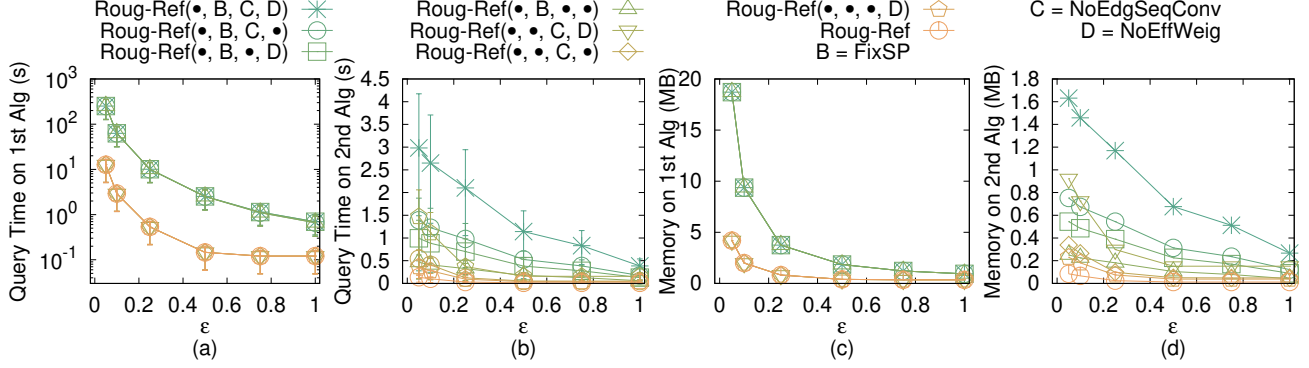 Roug-Ref(•, B, C, D)
Roug-Ref(•, B, C, •)
Roug-Ref(•, B, •, D)
Roug-Ref(•, B, •, •)
Roug-Ref(•, •, C, D)
Roug-Ref(•, •, C, •)
Roug-Ref(•, •, •, D)
Roug-Ref
B = FixSP
C = NoEdgSeqConv
D = NoEffWeig
Query Time on 1st Alg (s)
10³
10²
10¹
10⁰
10⁻¹
0 0.2 0.4 0.6 0.8 1
ε
(a)
Query Time on 2nd Alg (s)
4.5
4
3.5
3
2.5
2
1.5
1
0.5
0
0 0.2 0.4 0.6 0.8 1
ε
(b)
Memory on 1st Alg (MB)
20
15
10
5
0
0 0.2 0.4 0.6 0.8 1
ε
(c)
Memory on 2nd Alg (MB)
1.8
1.6
1.4
1.2
1
0.8
0.6
0.4
0.2
0
0 0.2 0.4 0.6 0.8 1
ε
(d)